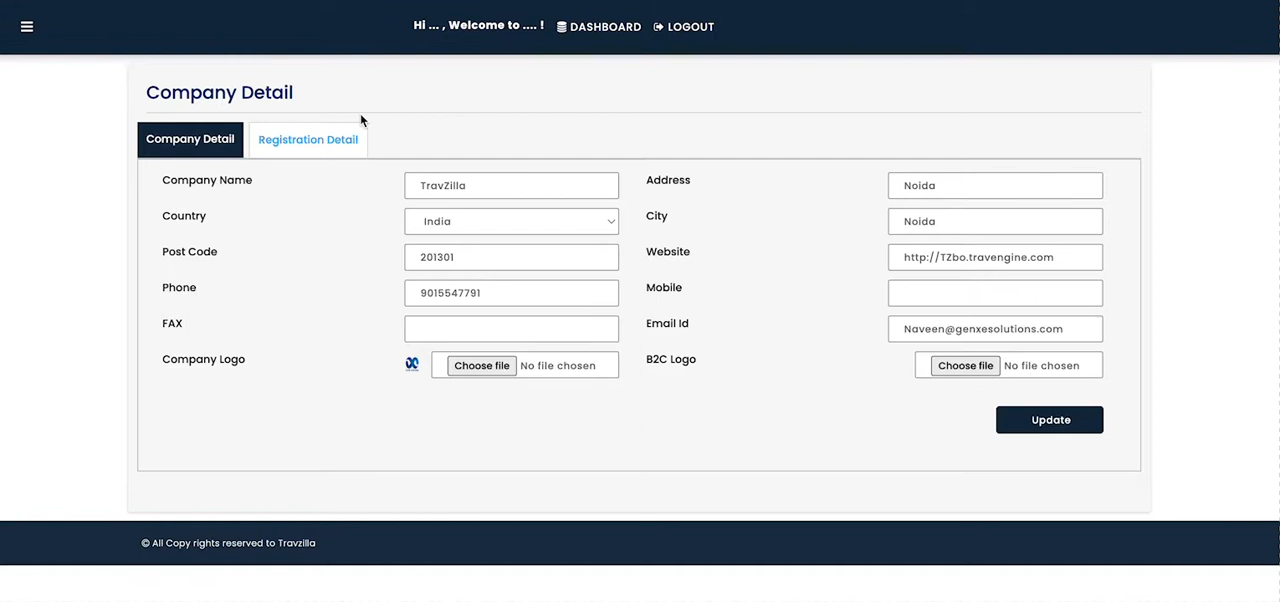 Hi ... , Welcome to .... ! DASHBOARD LOGOUT
Company Detail
Company Detail Registration Detail
Company Name TravZilla Address Noida
Country India City Noida
Post Code 201301 Website http://TZbo.travengine.com
Phone 9015547791 Mobile
FAX Email Id Naveen@genxesolutions.com
Company Logo Choose file No file chosen B2C Logo Choose file No file chosen
Update
© All Copy rights reserved to Travzilla